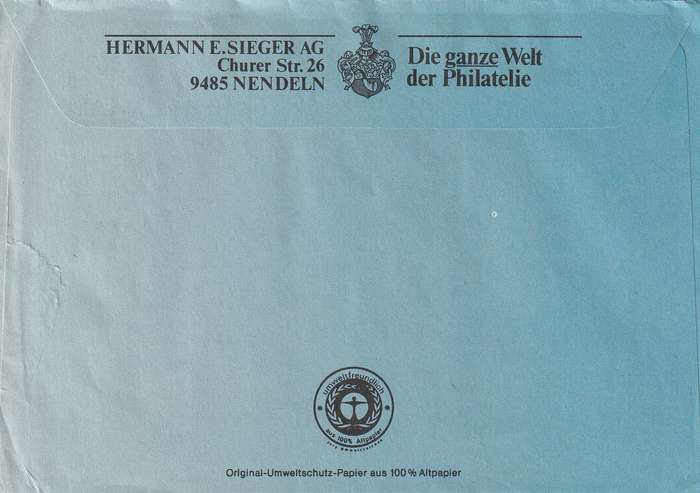 HERMANN E. SIEGER AG
Churer Str. 26
9485 NENDELN
Die ganze Welt
der Philatelie
umweltfreundlich
aus 100% Altpapier
Original-Umweltschutz-Papier aus 100% Altpapier